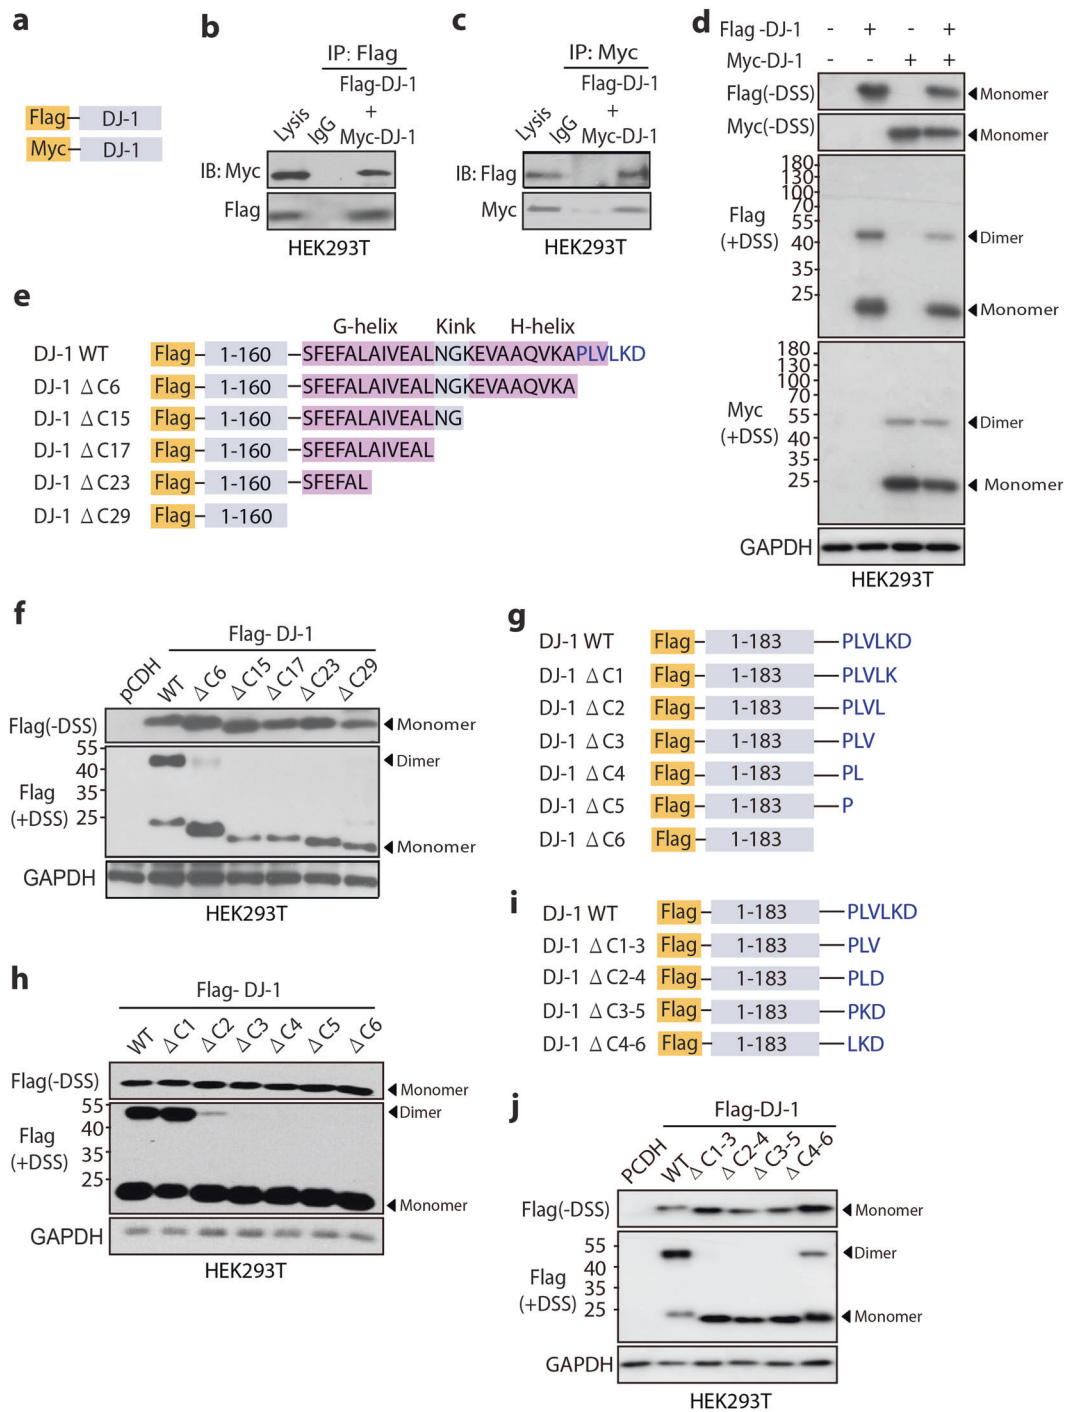 a
Flag DJ-1
Myc DJ-1
b
IP: Flag
Lysis IgG Flag-DJ-1 + Myc-DJ-1
IB: Myc
Flag
HEK293T
c
IP: Myc
Lysis IgG Flag-DJ-1 + Myc-DJ-1
IB: Flag
Myc
HEK293T
d
Flag -DJ-1 - + - +
Myc-DJ-1 - - + +
Flag(-DSS) Monomer
Myc(-DSS) Monomer
180
130
100
70
55
40
35
25
Flag
(+DSS)
Dimer
Monomer
180
130
100
70
55
40
35
25
Myc
(+DSS)
Dimer
Monomer
GAPDH
HEK293T
e
G-helix Kink H-helix
DJ-1 WT Flag 1-160 SFEFALAIVEALNGKEVAAQVKAPLVLKD
DJ-1 ΔC6 Flag 1-160 SFEFALAIVEALNGKEVAAQVKA
DJ-1 ΔC15 Flag 1-160 SFEFALAIVEALNG
DJ-1 ΔC17 Flag 1-160 SFEFALAIVEAL
DJ-1 ΔC23 Flag 1-160 SFEFAL
DJ-1 ΔC29 Flag 1-160
f
Flag- DJ-1
pCDH WT ΔC6 ΔC15 ΔC17 ΔC23 ΔC29
Flag(-DSS) Monomer
55
40
35
25
Flag
(+DSS)
Dimer
Monomer
GAPDH
HEK293T
g
DJ-1 WT Flag 1-183 PLVLKD
DJ-1 ΔC1 Flag 1-183 PLVLK
DJ-1 ΔC2 Flag 1-183 PLVL
DJ-1 ΔC3 Flag 1-183 PLV
DJ-1 ΔC4 Flag 1-183 PL
DJ-1 ΔC5 Flag 1-183 P
DJ-1 ΔC6 Flag 1-183
h
Flag- DJ-1
WT ΔC1 ΔC2 ΔC3 ΔC4 ΔC5 ΔC6
Flag(-DSS) Monomer
55
40
35
25
Flag
(+DSS)
Dimer
Monomer
GAPDH
HEK293T
i
DJ-1 WT Flag 1-183 PLVLKD
DJ-1 ΔC1-3 Flag 1-183 PLV
DJ-1 ΔC2-4 Flag 1-183 PLD
DJ-1 ΔC3-5 Flag 1-183 PKD
DJ-1 ΔC4-6 Flag 1-183 LKD
j
Flag-DJ-1
PCDH WT ΔC1-3 ΔC2-4 ΔC3-5 ΔC4-6
Flag(-DSS) Monomer
55
40
35
25
Flag
(+DSS)
Dimer
Monomer
GAPDH
HEK293T